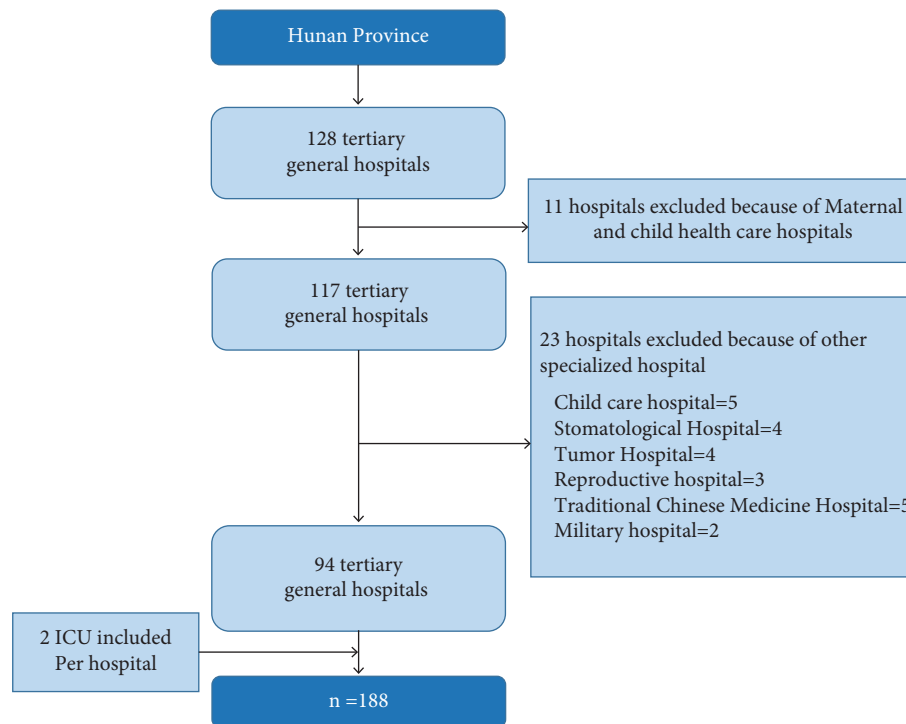 Hunan Province
128 tertiary
general hospitals
11 hospitals excluded because of Maternal
and child health care hospitals
117 tertiary
general hospitals
23 hospitals excluded because of other
specialized hospital
Child care hospital=5
Stomatological Hospital=4
Tumor Hospital=4
Reproductive hospital=3
Traditional Chinese Medicine Hospital=5
Military hospital=2
94 tertiary
general hospitals
2 ICU included
Per hospital
n =188